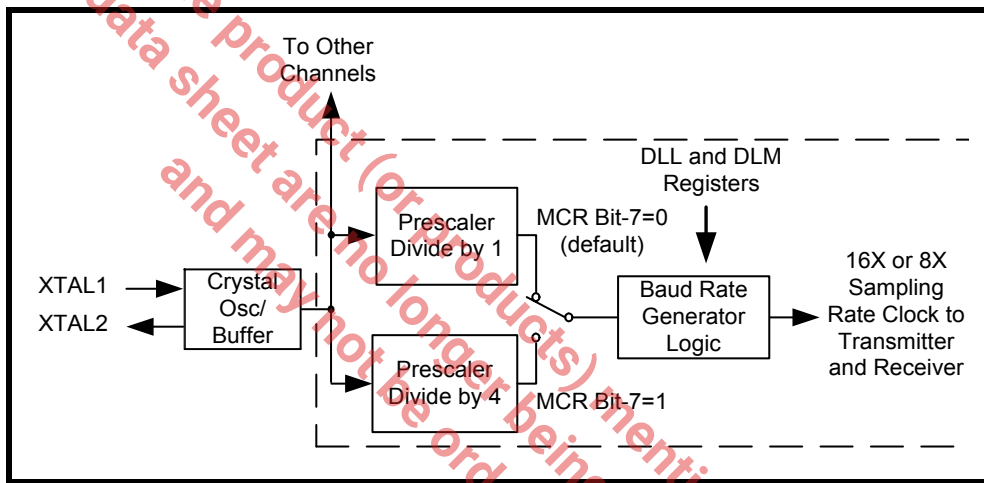 To Other
Channels
DLL and DLM
Registers
Prescaler
Divide by 1
MCR Bit-7=0
(default)
XTAL1
XTAL2
Crystal
Osc/
Buffer
Baud Rate
Generator
Logic
16X or 8X
Sampling
Rate Clock to
Transmitter
and Receiver
Prescaler
Divide by 4
MCR Bit-7=1
e product (or products) menti
data sheet are no longer being
and may not be ord